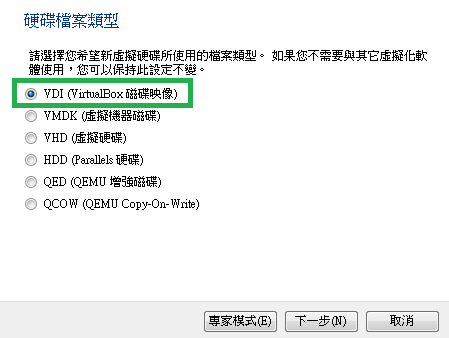 硬碟檔案類型
請選擇您希望新虛擬硬碟所使用的檔案類型。 如果您不需要與其它虛擬化軟
體使用，您可以保持此設定不變。
VDI (VirtualBox 磁碟映像)
VMDK (虛擬機器磁碟)
VHD (虛擬硬碟)
HDD (Parallels 硬碟)
QED (QEMU 增強磁碟)
QCOW (QEMU Copy-On-Write)
專家模式(E) 下一步(N) 取消